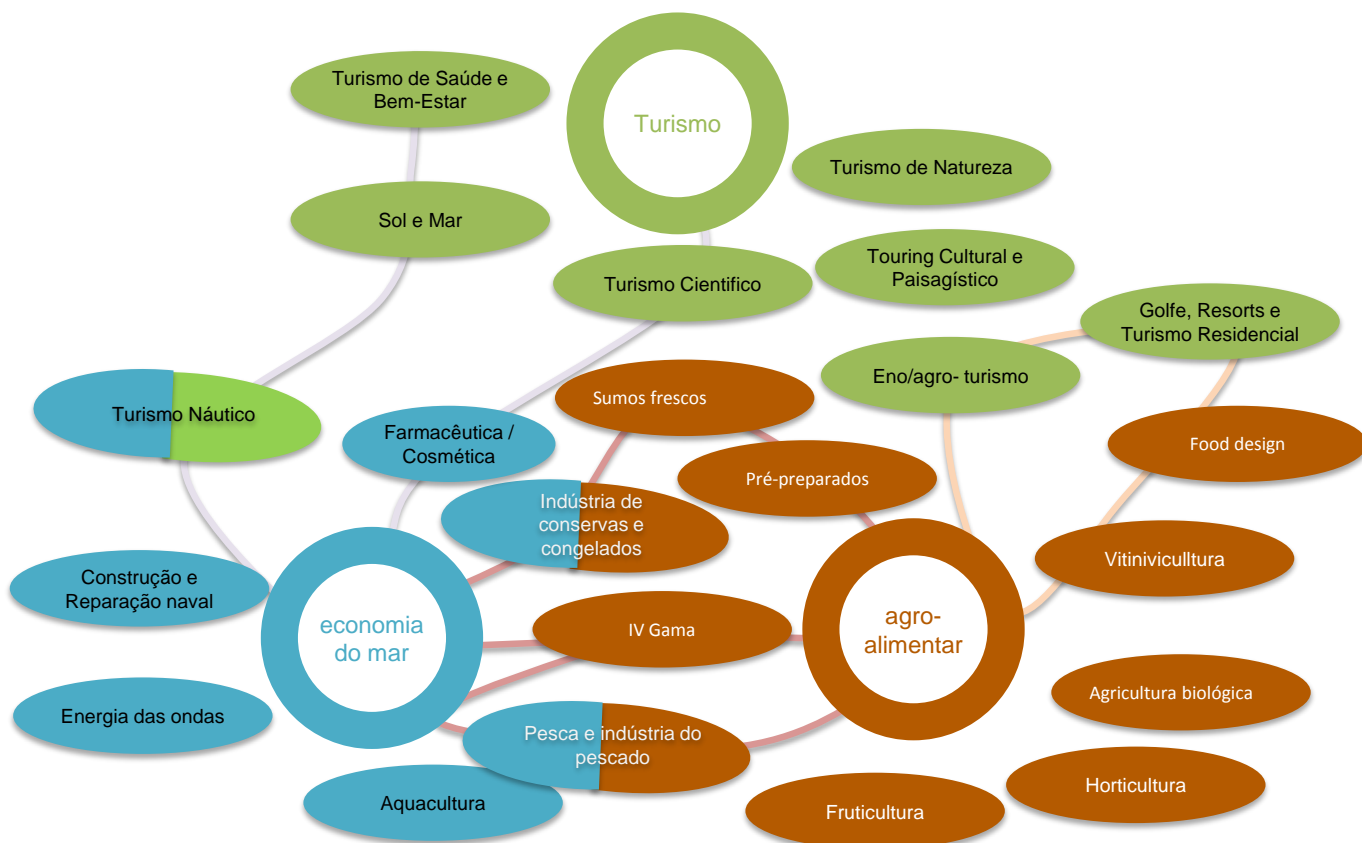 Turismo de Saúde e
Bem-Estar
Turismo
Turismo de Natureza
Sol e Mar
Touring Cultural e
Paisagístico
Turismo Cientifico
Golfe, Resorts e
Turismo Residencial
Eno/agro- turismo
Sumos frescos
Turismo Náutico
Farmacêutica /
Cosmética
Food design
Pré-preparados
Indústria de
conservas e
congelados
Vitiniviculltura
Construção e
Reparação naval
economia
do mar
IV Gama
agro-
alimentar
Agricultura biológica
Energia das ondas
Pesca e indústria do
pescado
Horticultura
Aquacultura
Fruticultura